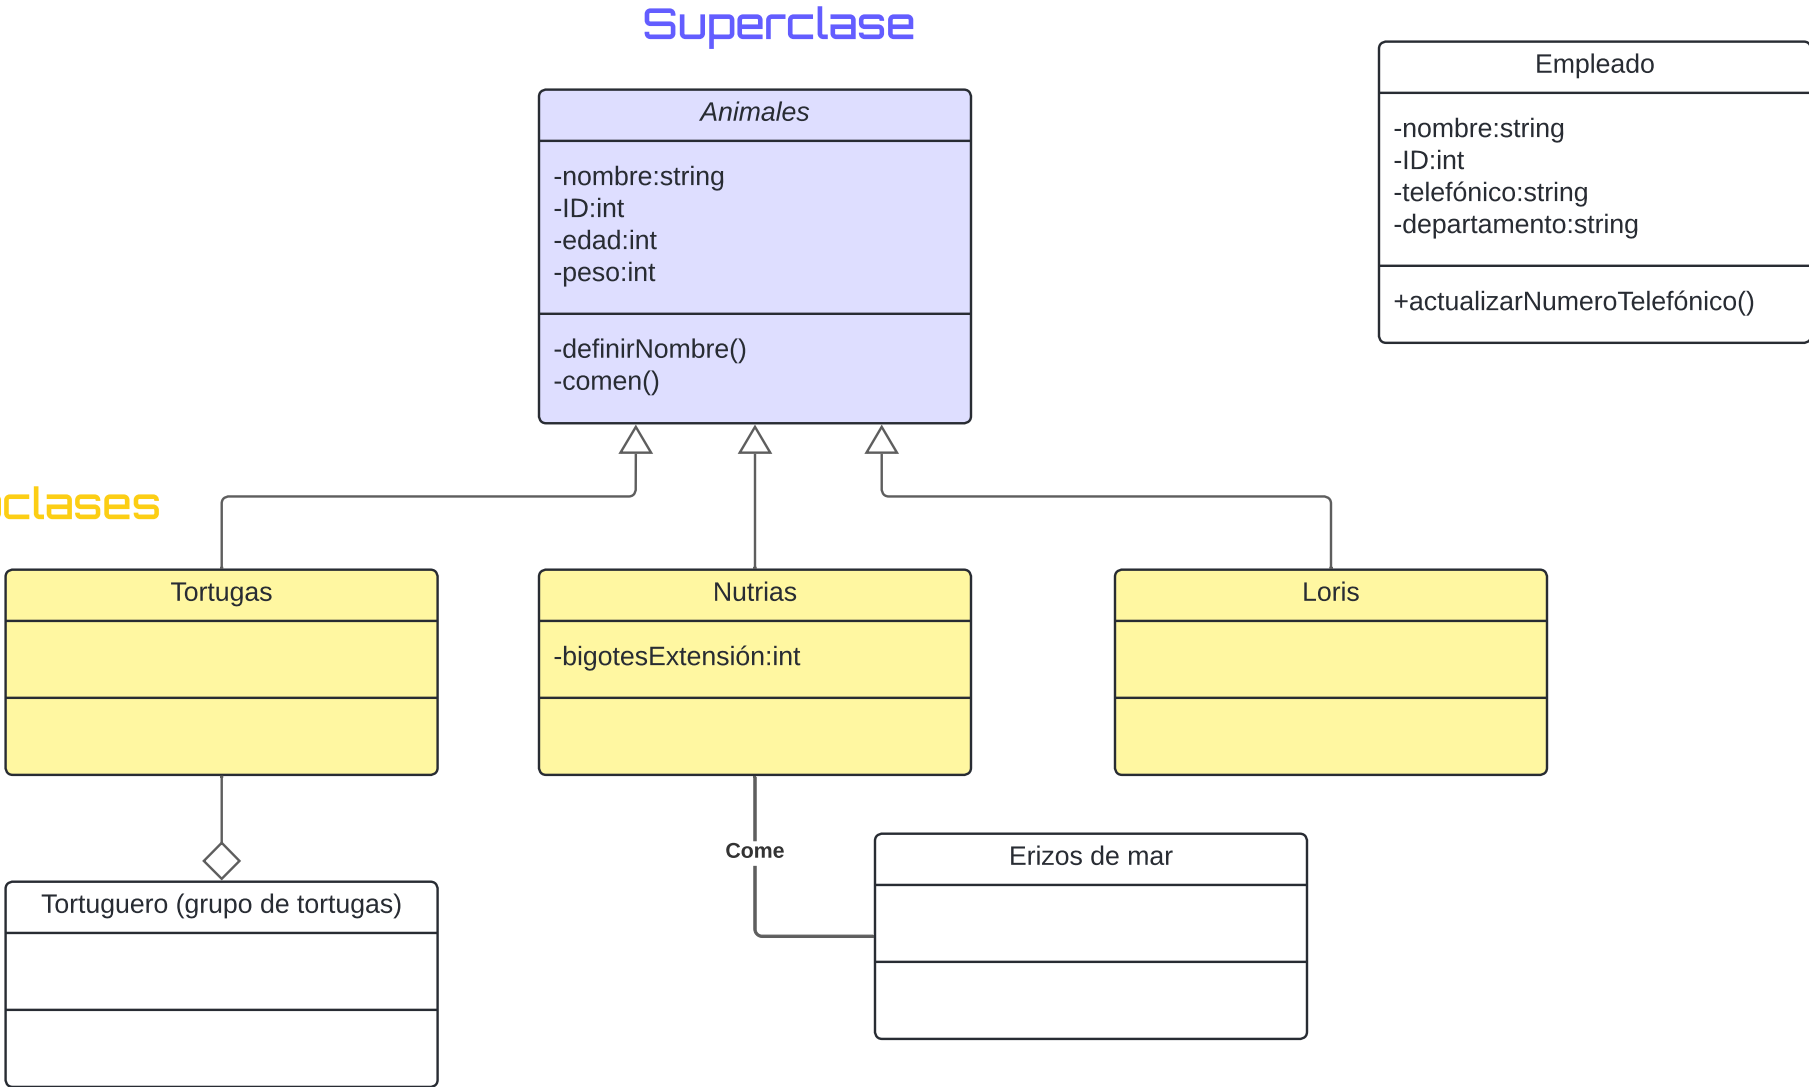 Superclase
Animales
-nombre:string
-ID:int
-edad:int
-peso:int
-definirNombre()
-comen()
Empleado
-nombre:string
-ID:int
-telefónico:string
-departamento:string
+actualizarNumeroTelefónico()
Tortugas
Nutrias
-bigotesExtensión:int
Loris
Come
Tortuguero (grupo de tortugas)
Erizos de mar